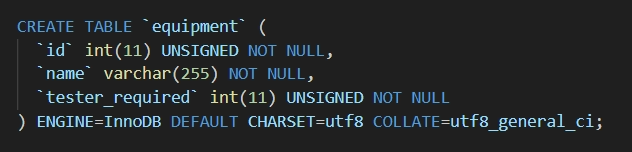 CREATE TABLE `equipment` (
  `id` int(11) UNSIGNED NOT NULL,
  `name` varchar(255) NOT NULL,
  `tester_required` int(11) UNSIGNED NOT NULL
) ENGINE=InnoDB DEFAULT CHARSET=utf8 COLLATE=utf8_general_ci;